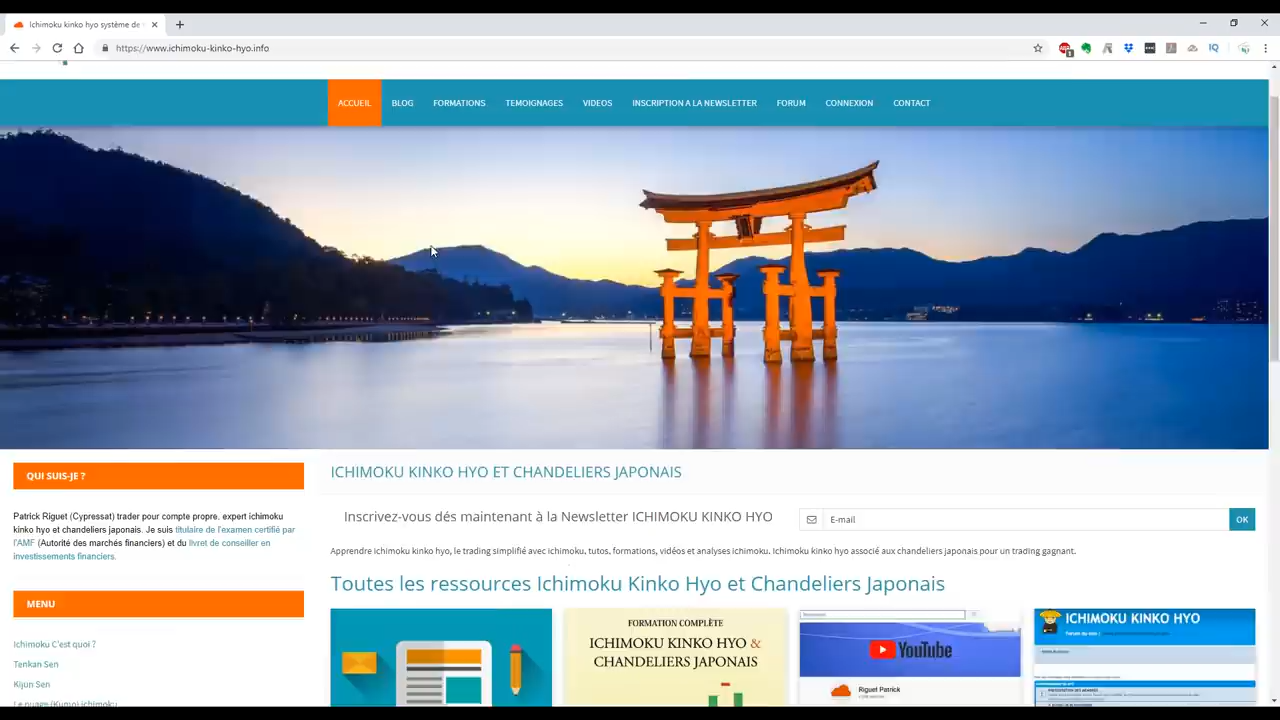 Ichimoku kinko hyo système de
https://www.ichimoku-kinko-hyo.info
IQ
ACCUEIL
BLOG
FORMATIONS
TEMOIGNAGES
VIDEOS
INSCRIPTION A LA NEWSLETTER
FORUM
CONNEXION
CONTACT
QUI SUIS-JE ?
Patrick Riguet (Cypressat) trader pour compte propre, expert ichimoku
kinko hyo et chandeliers japonais. Je suis titulaire de l'examen certifié par
l'AMF (Autorité des marchés financiers) et du livret de conseiller en
investissements financiers.
MENU
Ichimoku C'est quoi ?
Tenkan Sen
Kijun Sen
Le nuage (Kumo) ichimoku
ICHIMOKU KINKO HYO ET CHANDELIERS JAPONAIS
Inscrivez-vous dés maintenant à la Newsletter ICHIMOKU KINKO HYO
E-mail
OK
Apprendre ichimoku kinko hyo, le trading simplifié avec ichimoku, tutos, formations, vidéos et analyses ichimoku. Ichimoku kinko hyo associé aux chandeliers japonais pour un trading gagnant.
Toutes les ressources Ichimoku Kinko Hyo et Chandeliers Japonais
FORMATION COMPLÈTE
ICHIMOKU KINKO HYO &
CHANDELIERS JAPONAIS
YouTube
Riguet Patrick
ICHIMOKU KINKO HYO